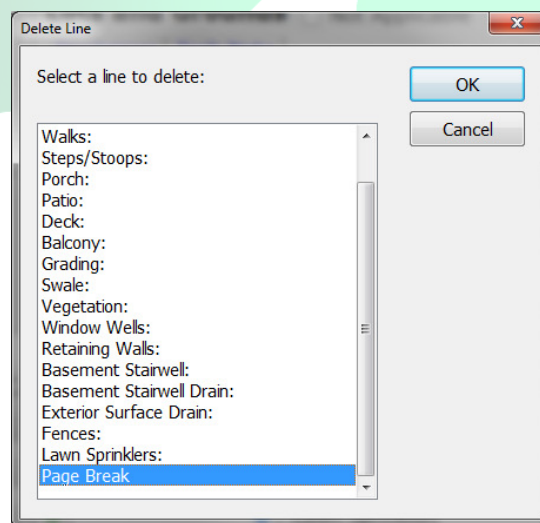 Delete Line
Select a line to delete:
OK
Cancel
Walks:
Steps/Stoops:
Porch:
Patio:
Deck:
Balcony:
Grading:
Swale:
Vegetation:
Window Wells:
Retaining Walls:
Basement Stairwell:
Basement Stairwell Drain:
Exterior Surface Drain:
Fences:
Lawn Sprinklers:
Page Break